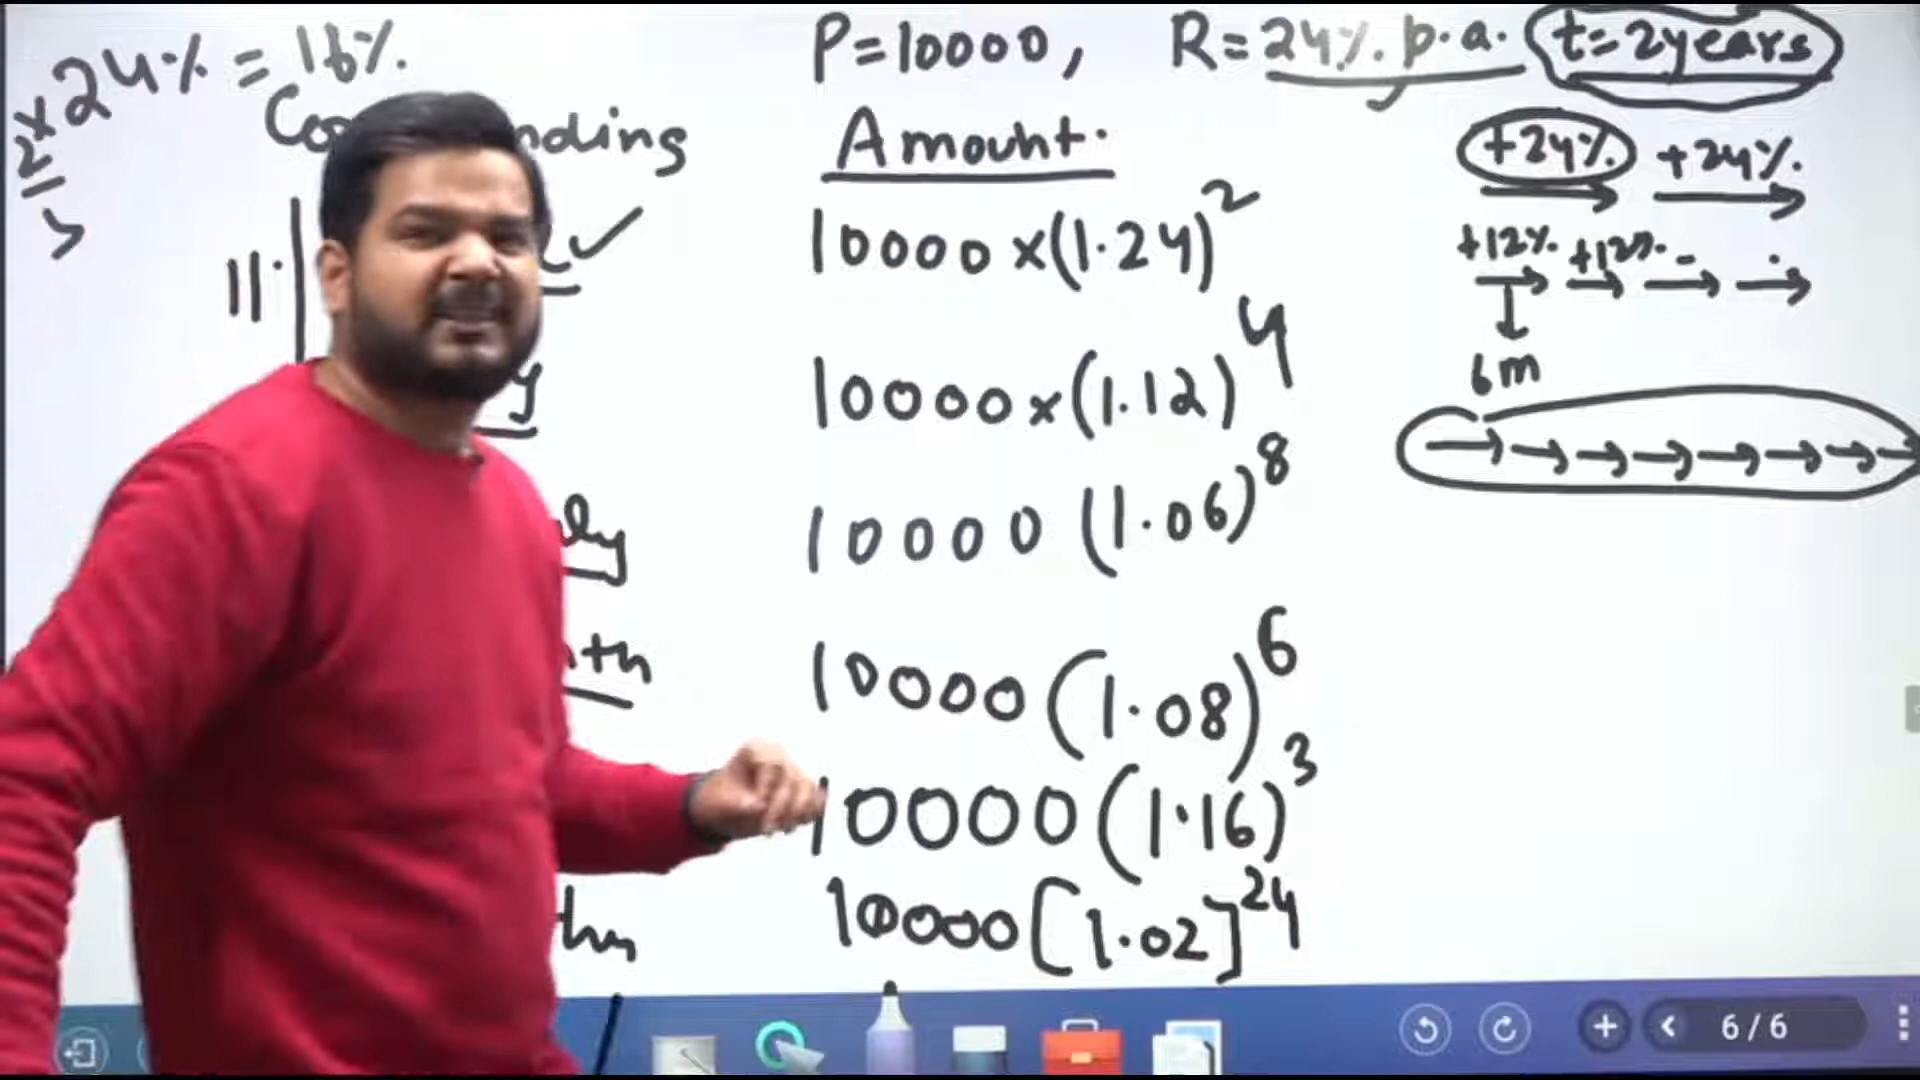 2/3 × 24% = 16%
P=10000, R=24% p.a. t=2years
Amount.
+24% +24%
11.
10000×(1.24)²
+12% +12%
6m
10000×(1.12)⁴
10000 (1.06)⁸
10000 (1.08)⁶
10000 (1.16)³
10000 [1.02]²⁴
6 / 6